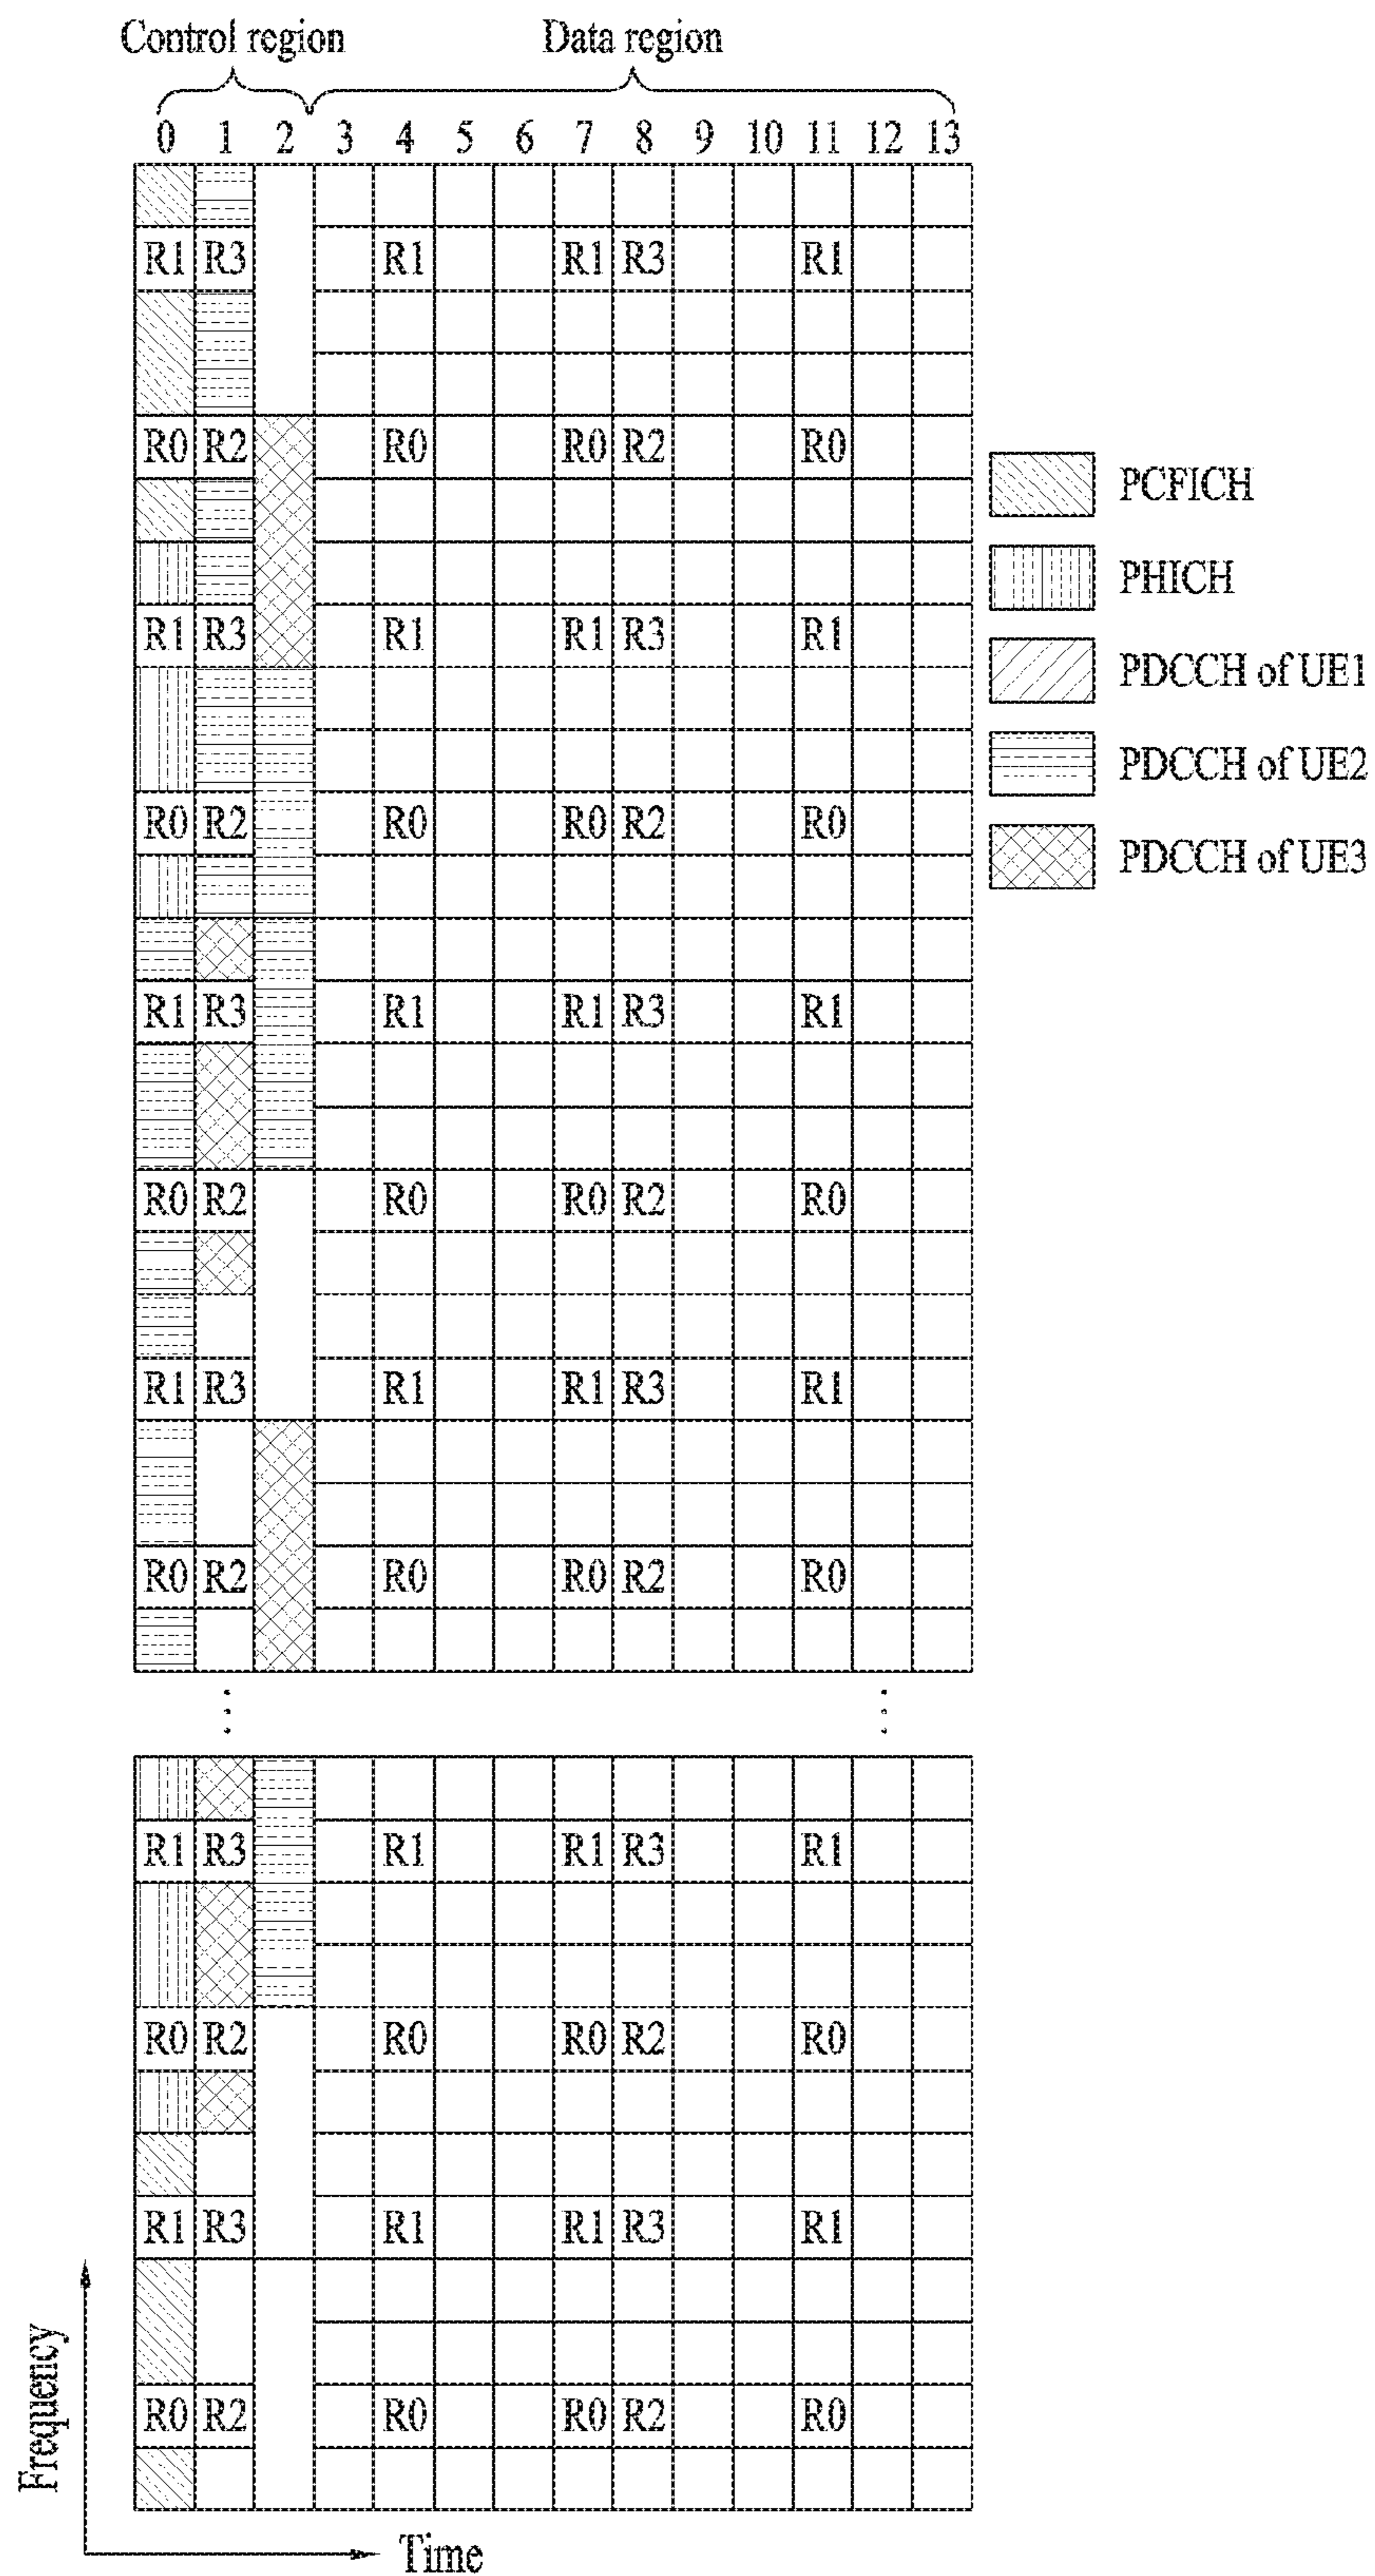 Control region Data region
0 1 2 3 4 5 6 7 8 9 10 11 12 13
R1 R3 R1 R1 R3 R1
R0 R2 R0 R0 R2 R0
PCFICH
PHICH
R1 R3 R1 R1 R3 R1
PDCCH of UE1
PDCCH of UE2
R0 R2 R0 R0 R2 R0
PDCCH of UE3
R1 R3 R1 R1 R3 R1
R0 R2 R0 R0 R2 R0
R1 R3 R1 R1 R3 R1
R0 R2 R0 R0 R2 R0
R1 R3 R1 R1 R3 R1
R0 R2 R0 R0 R2 R0
R1 R3 R1 R1 R3 R1
R0 R2 R0 R0 R2 R0
Frequency
Time